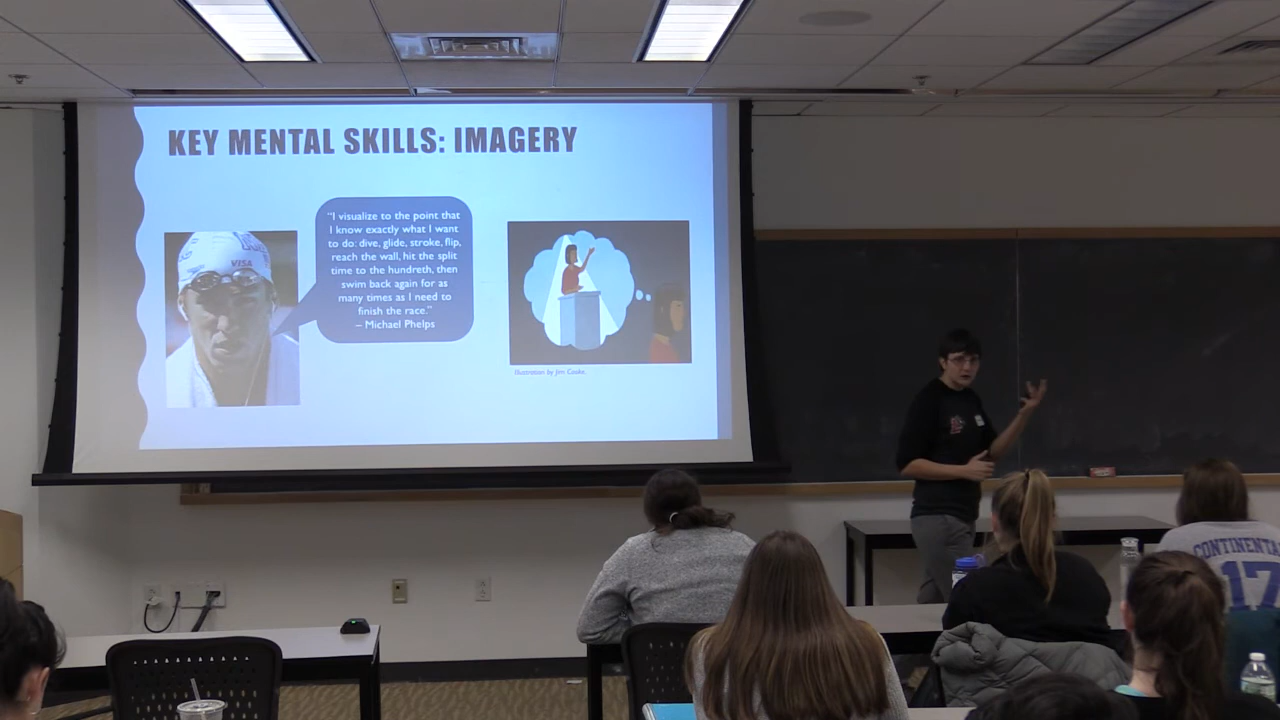 KEY MENTAL SKILLS: IMAGERY
"I visualize to the point that
I know exactly what I want
to do: dive, glide, stroke, flip,
reach the wall, hit the split
time to the hundreth, then
swim back again for as
many times as I need to
finish the race."
– Michael Phelps
VISA
Illustration by Jim Cooke.
CONTINENTA
17